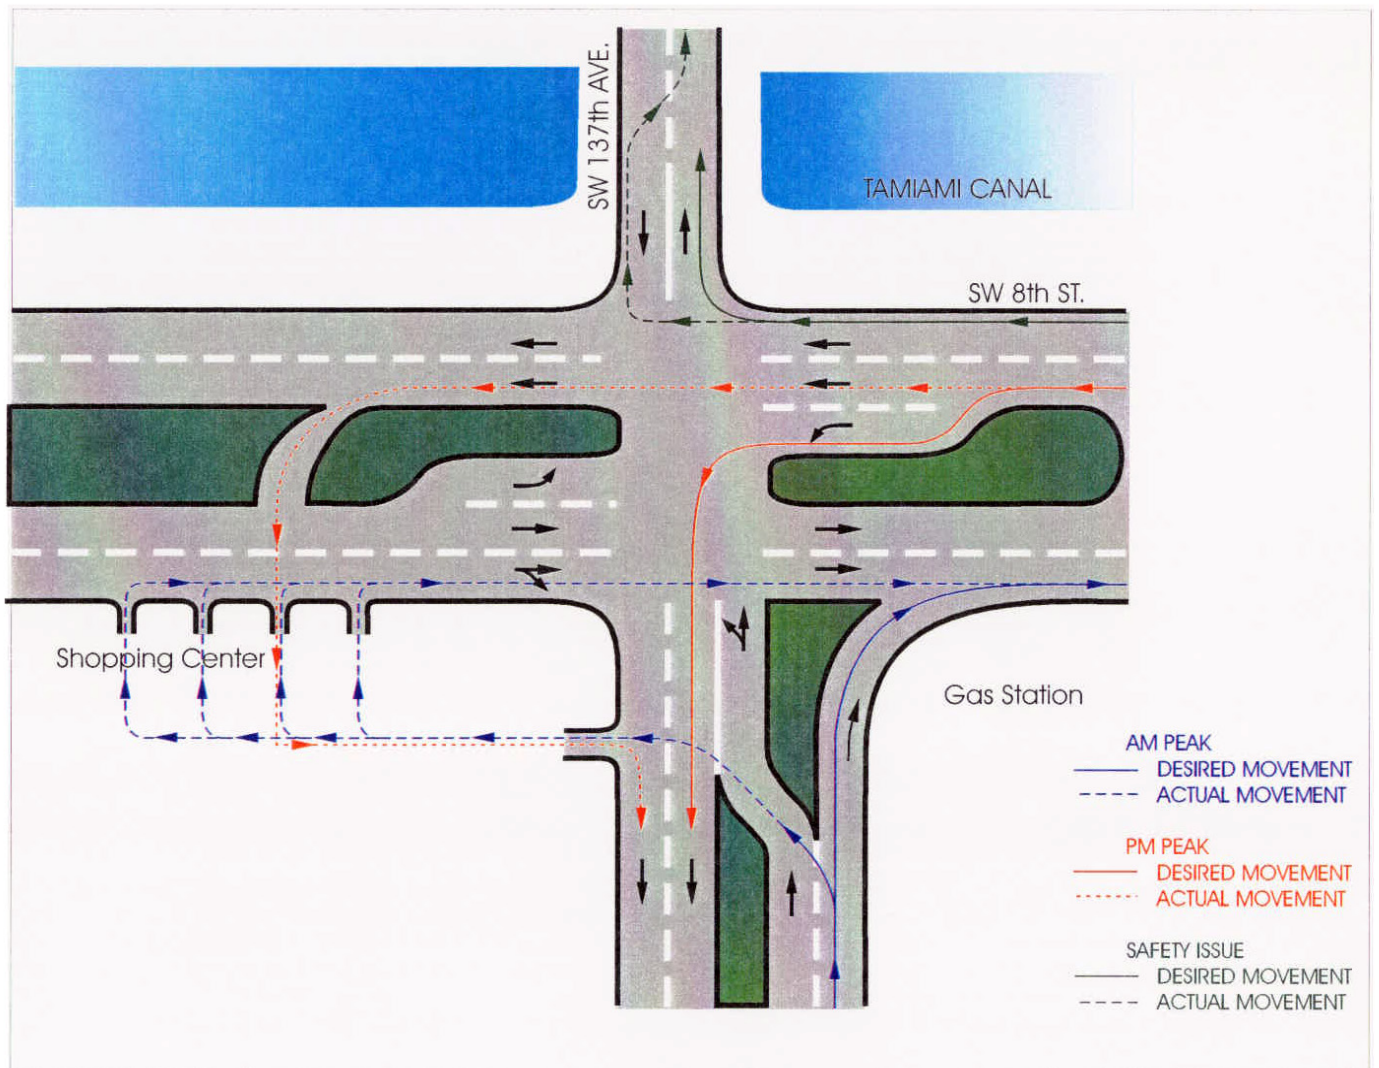 SW 137th AVE.
TAMIAMI CANAL
SW 8th ST.
Shopping Center
Gas Station
AM PEAK
DESIRED MOVEMENT
ACTUAL MOVEMENT
PM PEAK
DESIRED MOVEMENT
ACTUAL MOVEMENT
SAFETY ISSUE
DESIRED MOVEMENT
ACTUAL MOVEMENT